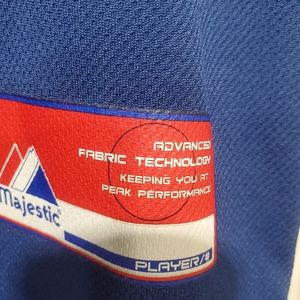 ADVANCED
FABRIC TECHNOLOGY
KEEPING YOU AT
PEAK PERFORMANCE
Majestic®
PLAYER/#